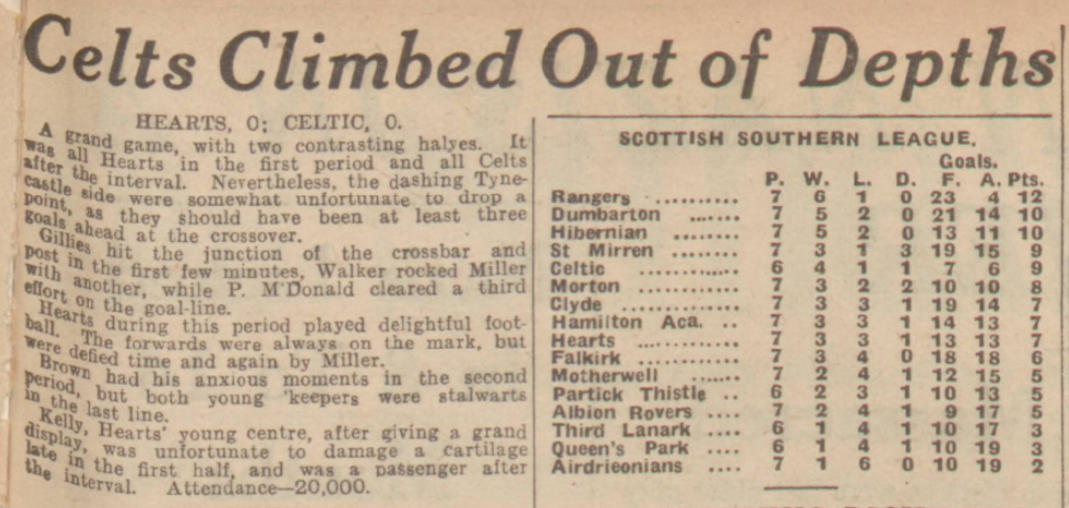 Celts Climbed Out of Depths
HEARTS, 0; CELTIC, 0.
A grand game, with two contrasting halves. It
was all Hearts in the first period and all Celts
after the interval. Nevertheless, the dashing Tyne-
castle side were somewhat unfortunate to drop a
point, as they should have been at least three
goals ahead at the crossover.
Gillies hit the junction of the crossbar and
post in the first few minutes, Walker rocked Miller
with another, while P. M'Donald cleared a third
effort on the goal-line.
Hearts during this period played delightful foot-
ball. The forwards were always on the mark, but
were defied time and again by Miller.
Brown had his anxious moments in the second
period, but both young 'keepers were stalwarts
in the last line.
Kelly, Hearts' young centre, after giving a grand
display, was unfortunate to damage a cartilage
late in the first half, and was a passenger after
the interval. Attendance—20,000.
SCOTTISH SOUTHERN LEAGUE.
Goals.
P. W. L. D. F. A. Pts.
Rangers ........... 7 6 1 0 23 4 12
Dumbarton ....... 7 5 2 0 21 14 10
Hibernian ........ 7 5 2 0 13 11 10
St Mirren ........ 7 3 1 3 19 15 9
Celtic ............ 6 4 1 1 7 6 9
Morton ............ 7 3 2 2 10 10 8
Clyde ............ 7 3 3 1 19 14 7
Hamilton Aca. .. 7 3 3 1 14 13 7
Hearts ............ 7 3 3 1 13 13 7
Falkirk ............ 7 3 4 0 18 18 6
Motherwell ....... 7 2 4 1 12 15 5
Partick Thistle .. 6 2 3 1 10 13 5
Albion Rovers .... 7 2 4 1 9 17 5
Third Lanark .... 6 1 4 1 10 17 3
Queen's Park .... 6 1 4 1 10 19 3
Airdrieonians .... 7 1 6 0 10 19 2